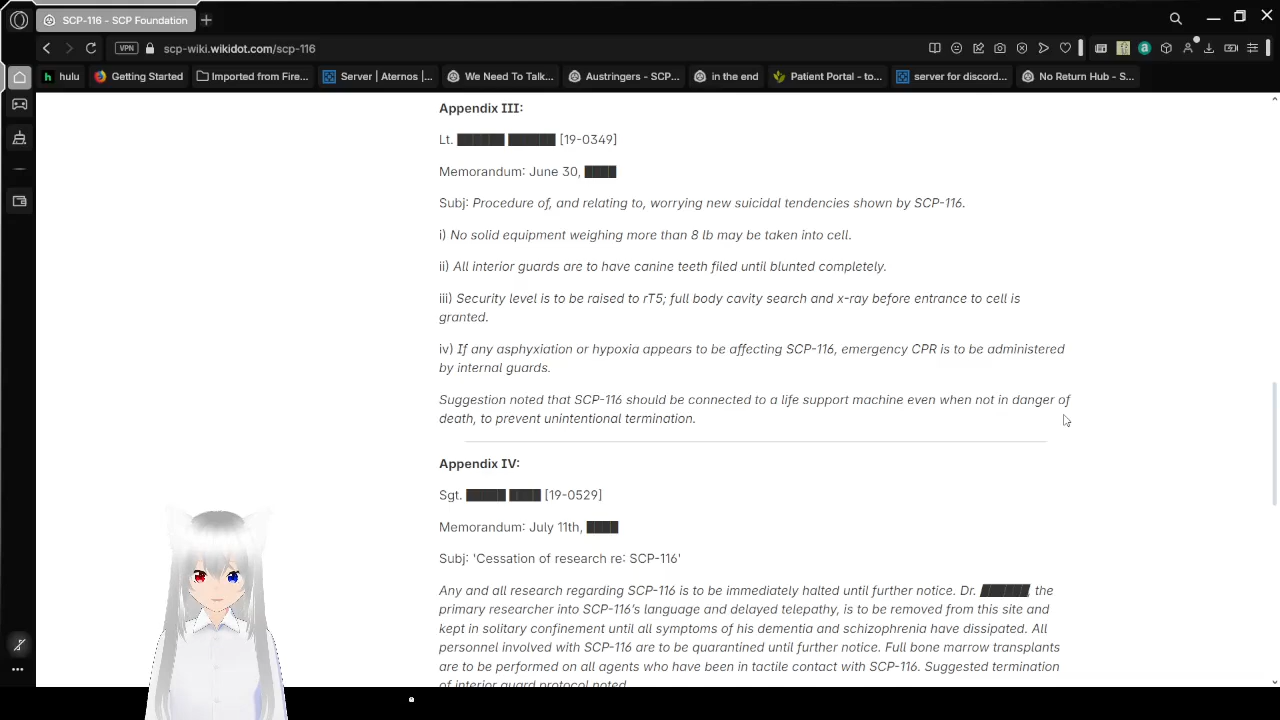 SCP-116 - SCP Foundation
VPN scp-wiki.wikidot.com/scp-116
hulu Getting Started Imported from Fire... Server | Aternos |... We Need To Talk... Austringers - SCP... in the end Patient Portal - to... server for discord... No Return Hub - S...
Appendix III:
Lt. ██████ ██████ [19-0349]
Memorandum: June 30, ████
Subj: Procedure of, and relating to, worrying new suicidal tendencies shown by SCP-116.
i) No solid equipment weighing more than 8 lb may be taken into cell.
ii) All interior guards are to have canine teeth filed until blunted completely.
iii) Security level is to be raised to rT5; full body cavity search and x-ray before entrance to cell is
granted.
iv) If any asphyxiation or hypoxia appears to be affecting SCP-116, emergency CPR is to be administered
by internal guards.
Suggestion noted that SCP-116 should be connected to a life support machine even when not in danger of
death, to prevent unintentional termination.
Appendix IV:
Sgt. █████ ████ [19-0529]
Memorandum: July 11th, ████
Subj: 'Cessation of research re: SCP-116'
Any and all research regarding SCP-116 is to be immediately halted until further notice. Dr. ██████, the
primary researcher into SCP-116's language and delayed telepathy, is to be removed from this site and
kept in solitary confinement until all symptoms of his dementia and schizophrenia have dissipated. All
personnel involved with SCP-116 are to be quarantined until further notice. Full bone marrow transplants
are to be performed on all agents who have been in tactile contact with SCP-116. Suggested termination
of interior guard protocol noted.